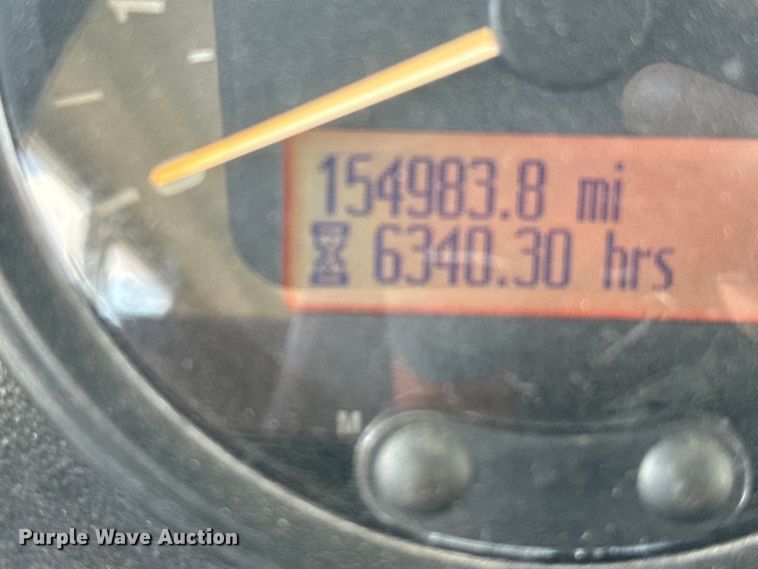 154983.8 mi
6340.30 hrs
M
Purple Wave Auction